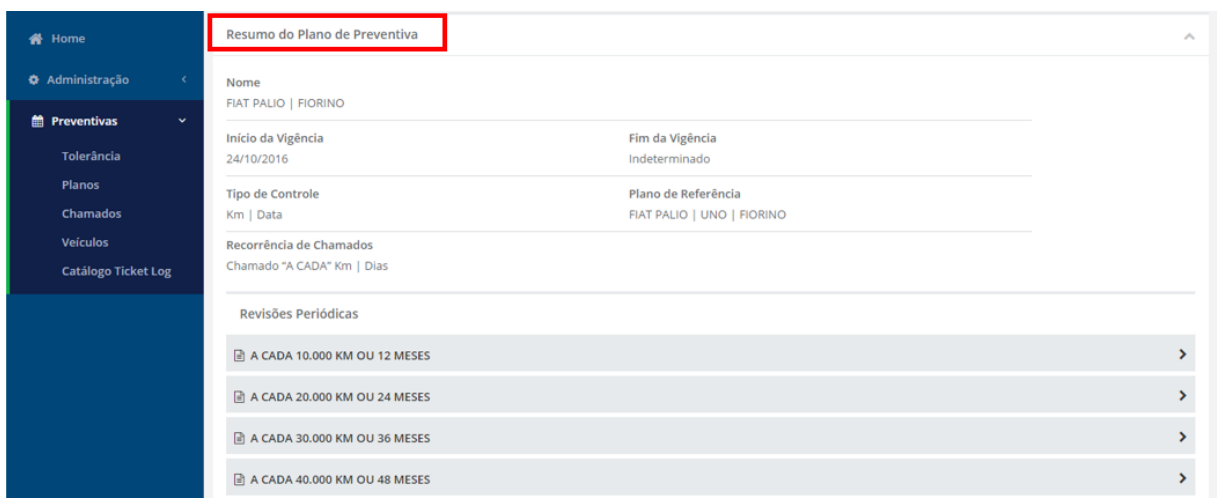 Home
Administração
Preventivas
Tolerância
Planos
Chamados
Veículos
Catálogo Ticket Log
Resumo do Plano de Preventiva
Nome
FIAT PALIO | FIORINO
Início da Vigência
Fim da Vigência
24/10/2016
Indeterminado
Tipo de Controle
Plano de Referência
Km | Data
FIAT PALIO | UNO | FIORINO
Recorrência de Chamados
Chamado "A CADA" Km | Dias
Revisões Periódicas
A CADA 10.000 KM OU 12 MESES
A CADA 20.000 KM OU 24 MESES
A CADA 30.000 KM OU 36 MESES
A CADA 40.000 KM OU 48 MESES